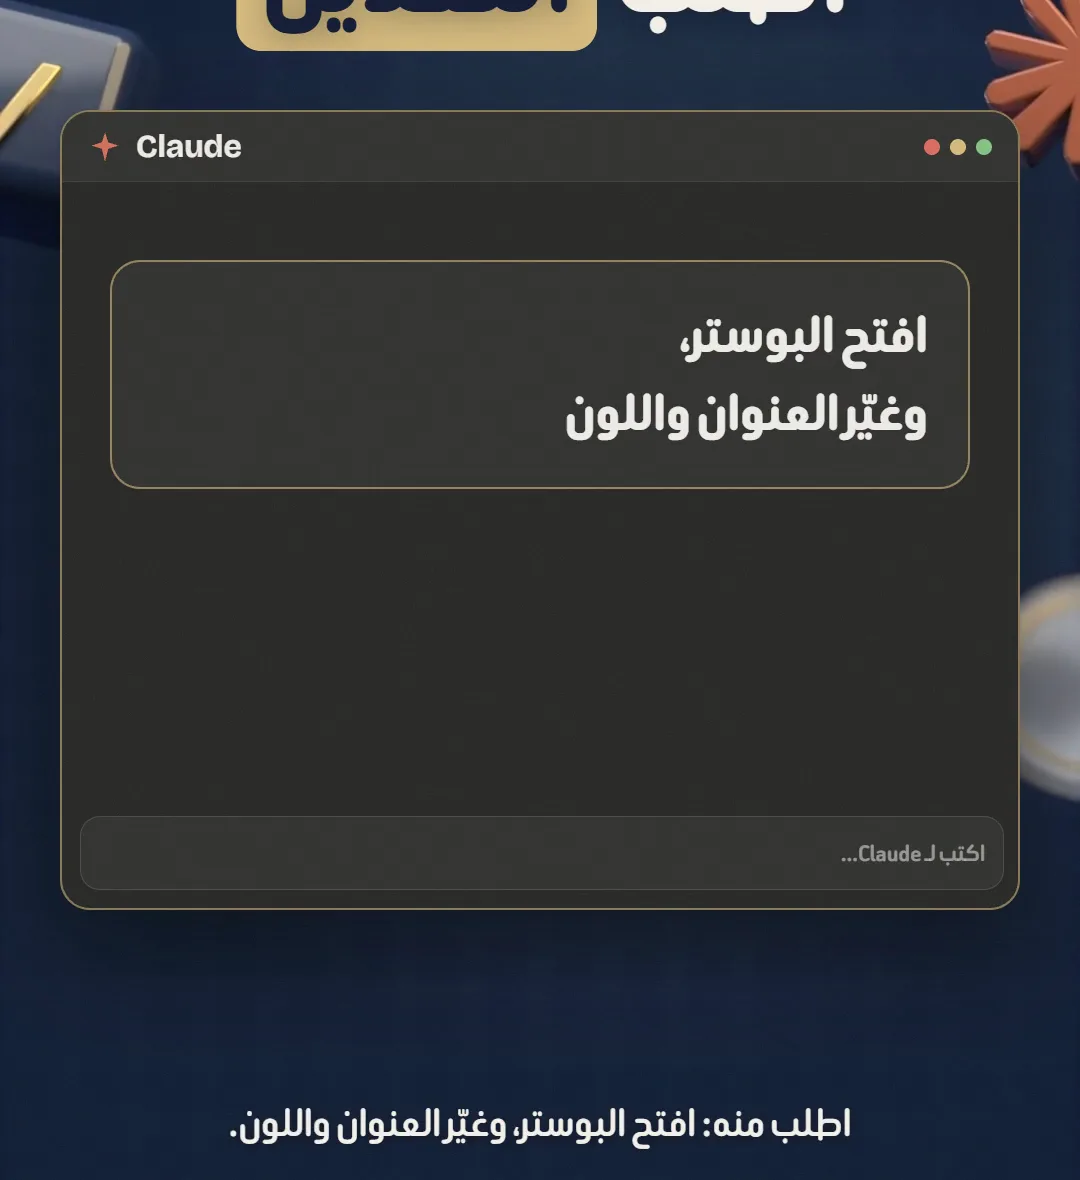 Claude
افتح البوستر،
وغيّر العنوان واللون
اكتب لـ Claude...
اطلب منه: افتح البوستر، وغيّر العنوان واللون.